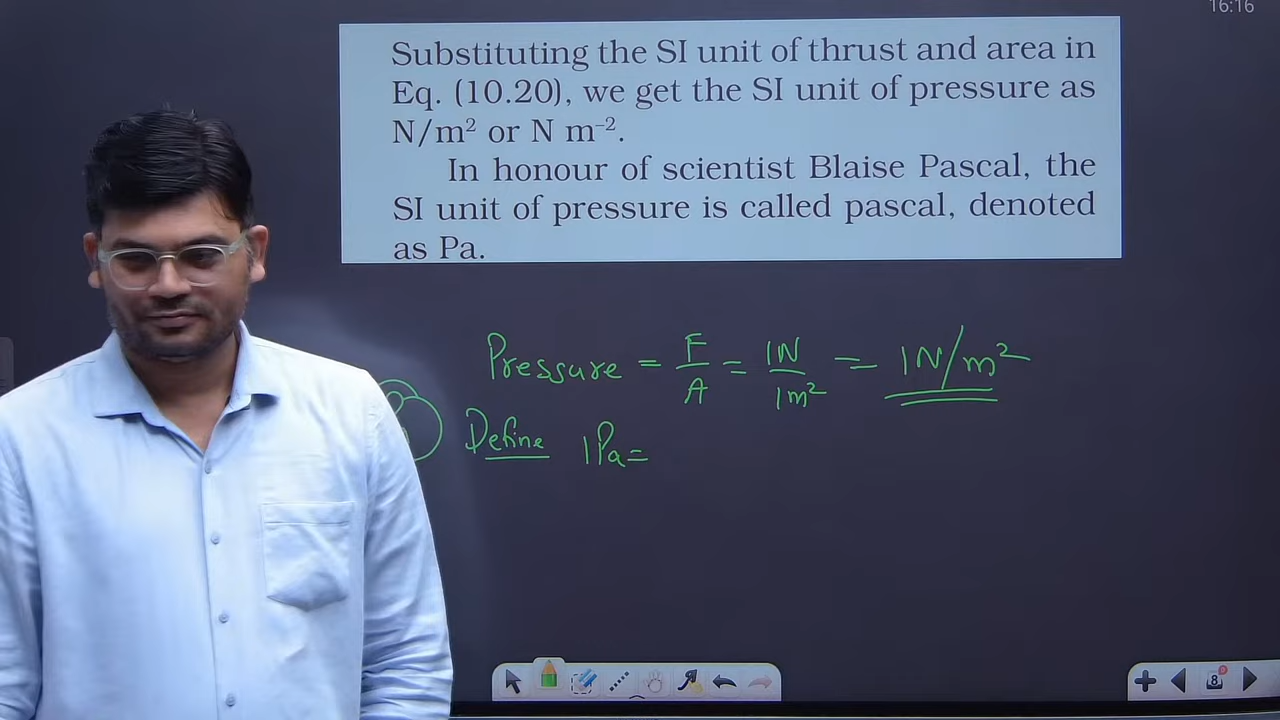 16:16
Substituting the SI unit of thrust and area in
Eq. (10.20), we get the SI unit of pressure as
N/m² or N m⁻².
In honour of scientist Blaise Pascal, the
SI unit of pressure is called pascal, denoted
as Pa.
Pressure = F/A = 1N/1m² = 1N/m²
Define 1Pa=
8